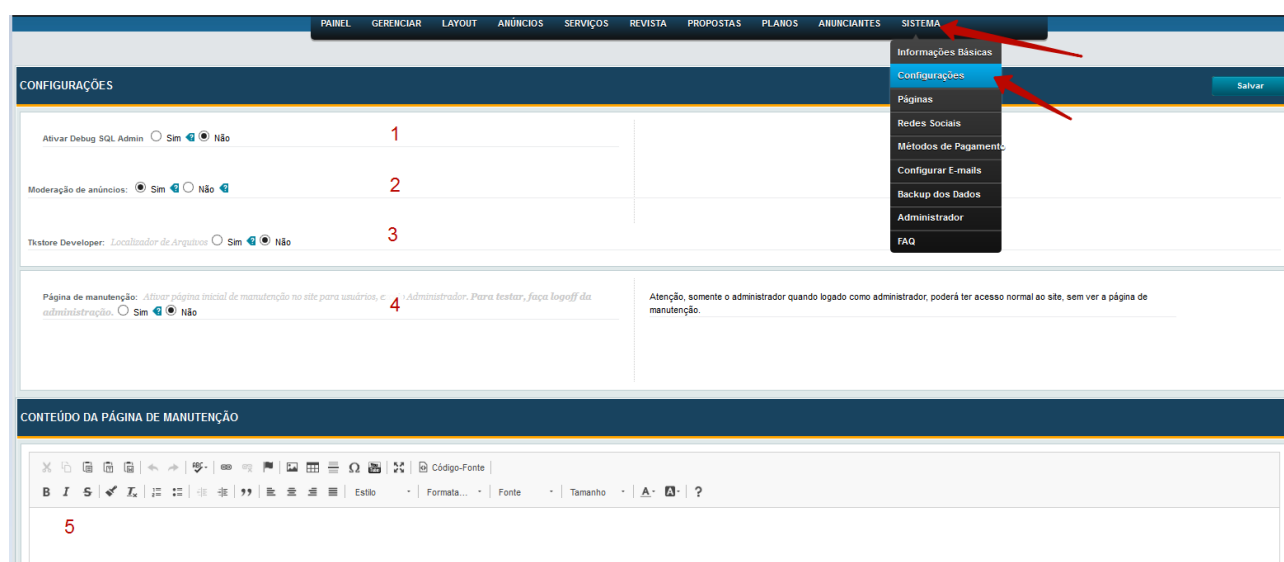 PAINEL GERENCIAR LAYOUT ANÚNCIOS SERVIÇOS REVISTA PROPOSTAS PLANOS ANUNCIANTES SISTEMA
Informações Básicas
Configurações
Páginas
Redes Sociais
Métodos de Pagamento
Configurar E-mails
Backup dos Dados
Administrador
FAQ
CONFIGURAÇÕES
Salvar
Ativar Debug SQL Admin Sim ? Não
1
Moderação de anúncios: Sim ? Não ?
2
Tkstore Developer: Localizador de Arquivos Sim ? Não
3
Página de manutenção: Ativar página inicial de manutenção no site para usuários, Administrador. Para testar, faça logoff da
administração. Sim ? Não
4
Atenção, somente o administrador quando logado como administrador, poderá ter acesso normal ao site, sem ver a página de
manutenção.
CONTEÚDO DA PÁGINA DE MANUTENÇÃO
Ω Código-Fonte
B I S Tx Estilo Formata... Fonte Tamanho A A ?
5